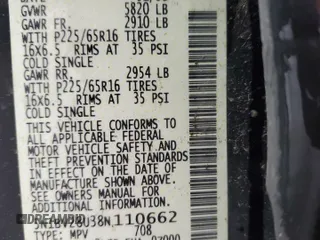 GVWR 5820 LB
GAWR FR. 2910 LB
WITH P225/65R16 TIRES
16X6.5 RIMS AT 35 PSI
COLD SINGLE
GAWR RR 2954 LB
WITH P225/65R16 TIRES
16X6.5 RIMS AT 35 PSI
COLD SINGLE
THIS VEHICLE CONFORMS TO
ALL APPLICABLE FEDERAL
MOTOR VEHICLE SAFETY, AND
THEFT PREVENTION STANDARDS
IN EFFECT ON THE DATE OF
MANUFACTURE SHOWN ABOVE.
SEE OWNERS MANUAL FOR
ADDITIONAL INFORMATION
5N1BV28U38N110662
TYPE: MPV 708